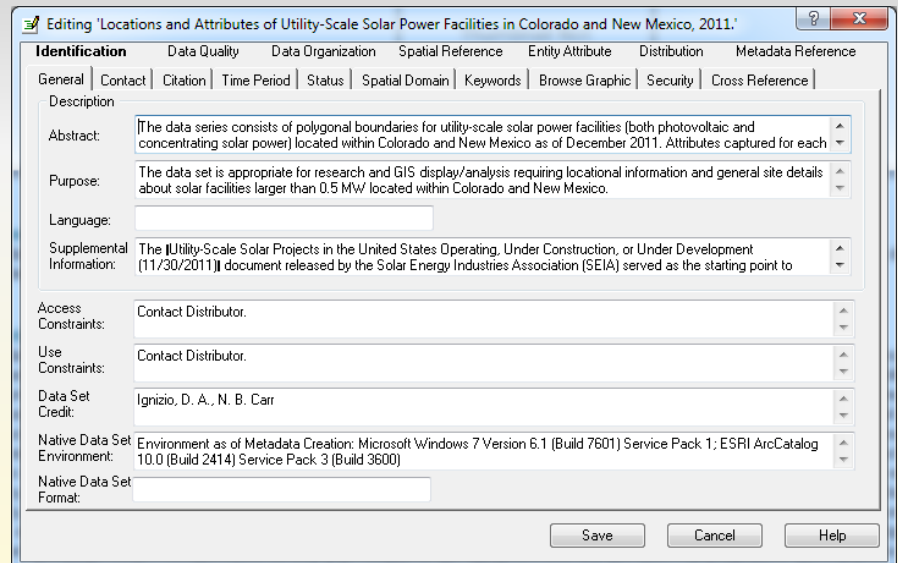 Editing 'Locations and Attributes of Utility-Scale Solar Power Facilities in Colorado and New Mexico, 2011.'
Identification Data Quality Data Organization Spatial Reference Entity Attribute Distribution Metadata Reference
General Contact Citation Time Period Status Spatial Domain Keywords Browse Graphic Security Cross Reference
Description
Abstract:
The data series consists of polygonal boundaries for utility-scale solar power facilities (both photovoltaic and
concentrating solar power) located within Colorado and New Mexico as of December 2011. Attributes captured for each
Purpose:
The data set is appropriate for research and GIS display/analysis requiring locational information and general site details
about solar facilities larger than 0.5 MW located within Colorado and New Mexico.
Language:
Supplemental
Information:
The Utility-Scale Solar Projects in the United States Operating, Under Construction, or Under Development
(11/30/2011) document released by the Solar Energy Industries Association (SEIA) served as the starting point to
Access
Constraints:
Contact Distributor.
Use
Constraints:
Contact Distributor.
Data Set
Credit:
Ignizio, D. A., N. B. Carr
Native Data Set
Environment:
Environment as of Metadata Creation: Microsoft Windows 7 Version 6.1 (Build 7601) Service Pack 1; ESRI ArcCatalog
10.0 (Build 2414) Service Pack 3 (Build 3600)
Native Data Set
Format:
Save Cancel Help